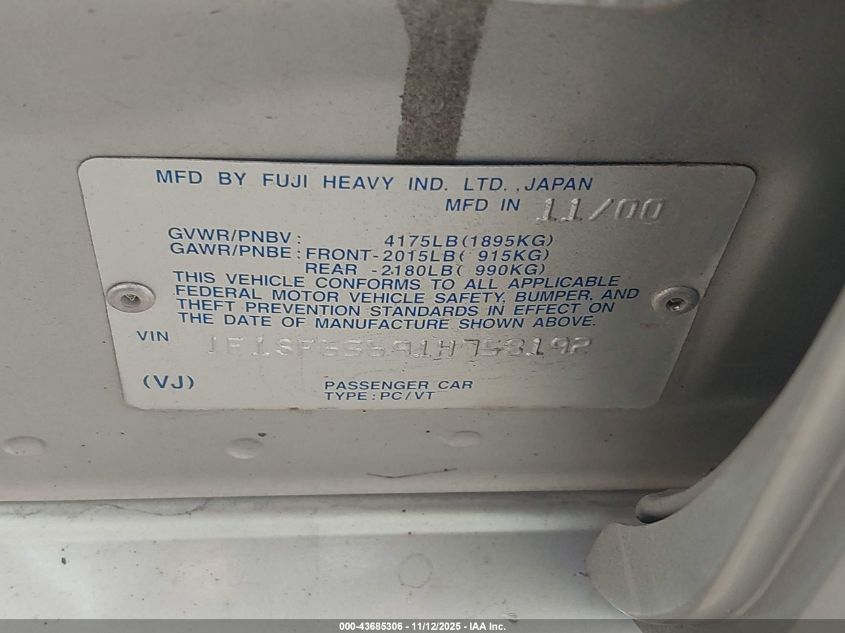 MFD BY FUJI HEAVY IND. LTD., JAPAN
MFD IN 11/00
GVWR/PNBV: 4175LB(1895KG)
GAWR/PNBE: FRONT-2015LB( 915KG)
REAR -2180LB( 990KG)
THIS VEHICLE CONFORMS TO ALL APPLICABLE
FEDERAL MOTOR VEHICLE SAFETY, BUMPER, AND
THEFT PREVENTION STANDARDS IN EFFECT ON
THE DATE OF MANUFACTURE SHOWN ABOVE.
VIN JF1SF65691H758192
(VJ) PASSENGER CAR
TYPE: PC/VT
000-43685306 - 11/12/2025 - IAA Inc.